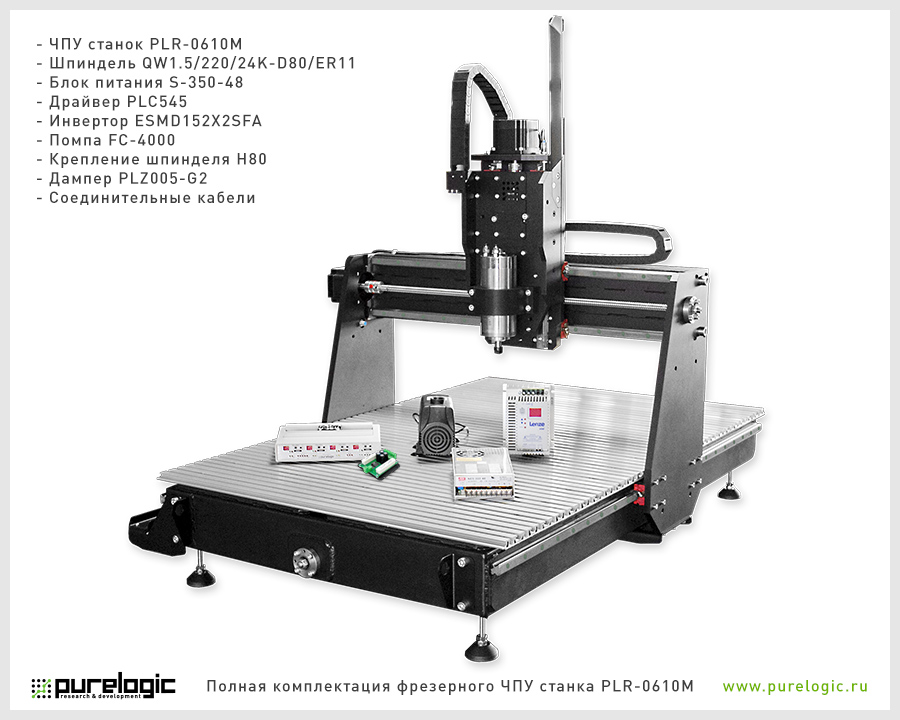 - ЧПУ станок PLR-0610M
- Шпиндель QW1.5/220/24K-D80/ER11
- Блок питания S-350-48
- Драйвер PLC545
- Инвертор ESMD152X2SFA
- Помпа FC-4000
- Крепление шпинделя H80
- Дампер PLZ005-G2
- Соединительные кабели
Lenze
purelogic
research & development
Полная комплектация фрезерного ЧПУ станка PLR-0610M
www.purelogic.ru